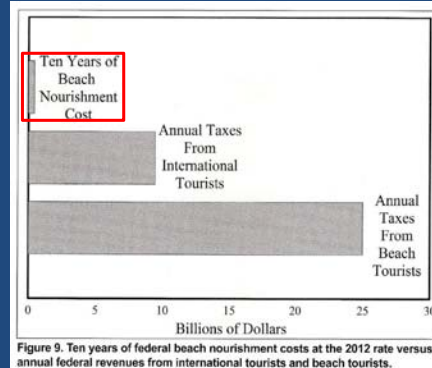 Ten Years of
Beach
Nourishment
Cost
Annual Taxes
From
International
Tourists
Annual
Taxes
From
Beach
Tourists
0 5 10 15 20 25 30
Billions of Dollars
Figure 9. Ten years of federal beach nourishment costs at the 2012 rate versus
annual federal revenues from international tourists and beach tourists.